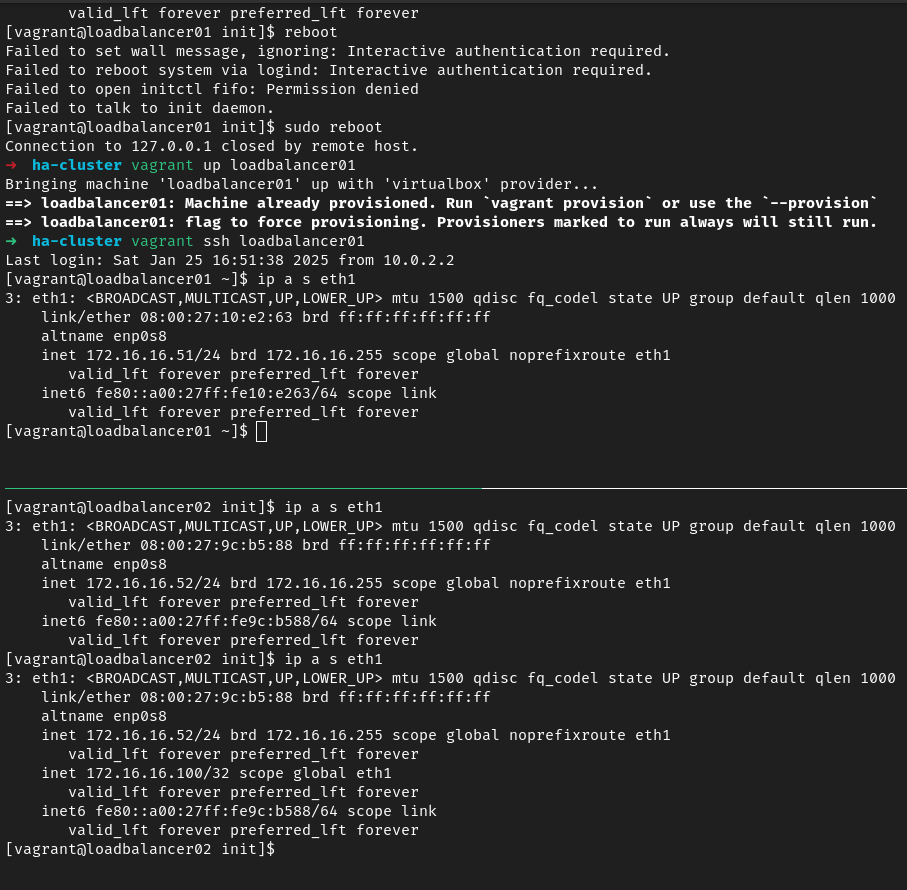 valid_lft forever preferred_lft forever
[vagrant@loadbalancer01 init]$ reboot
Failed to set wall message, ignoring: Interactive authentication required.
Failed to reboot system via logind: Interactive authentication required.
Failed to open initctl fifo: Permission denied
Failed to talk to init daemon.
[vagrant@loadbalancer01 init]$ sudo reboot
Connection to 127.0.0.1 closed by remote host.
➜  ha-cluster vagrant up loadbalancer01
Bringing machine 'loadbalancer01' up with 'virtualbox' provider...
==> loadbalancer01: Machine already provisioned. Run `vagrant provision` or use the `--provision`
==> loadbalancer01: flag to force provisioning. Provisioners marked to run always will still run.
➜  ha-cluster vagrant ssh loadbalancer01
Last login: Sat Jan 25 16:51:38 2025 from 10.0.2.2
[vagrant@loadbalancer01 ~]$ ip a s eth1
3: eth1: <BROADCAST,MULTICAST,UP,LOWER_UP> mtu 1500 qdisc fq_codel state UP group default qlen 1000
link/ether 08:00:27:10:e2:63 brd ff:ff:ff:ff:ff:ff
altname enp0s8
inet 172.16.16.51/24 brd 172.16.16.255 scope global noprefixroute eth1
valid_lft forever preferred_lft forever
inet6 fe80::a00:27ff:fe10:e263/64 scope link
valid_lft forever preferred_lft forever
[vagrant@loadbalancer01 ~]$
[vagrant@loadbalancer02 init]$ ip a s eth1
3: eth1: <BROADCAST,MULTICAST,UP,LOWER_UP> mtu 1500 qdisc fq_codel state UP group default qlen 1000
link/ether 08:00:27:9c:b5:88 brd ff:ff:ff:ff:ff:ff
altname enp0s8
inet 172.16.16.52/24 brd 172.16.16.255 scope global noprefixroute eth1
valid_lft forever preferred_lft forever
inet6 fe80::a00:27ff:fe9c:b588/64 scope link
valid_lft forever preferred_lft forever
[vagrant@loadbalancer02 init]$ ip a s eth1
3: eth1: <BROADCAST,MULTICAST,UP,LOWER_UP> mtu 1500 qdisc fq_codel state UP group default qlen 1000
link/ether 08:00:27:9c:b5:88 brd ff:ff:ff:ff:ff:ff
altname enp0s8
inet 172.16.16.52/24 brd 172.16.16.255 scope global noprefixroute eth1
valid_lft forever preferred_lft forever
inet 172.16.16.100/32 scope global eth1
valid_lft forever preferred_lft forever
inet6 fe80::a00:27ff:fe9c:b588/64 scope link
valid_lft forever preferred_lft forever
[vagrant@loadbalancer02 init]$